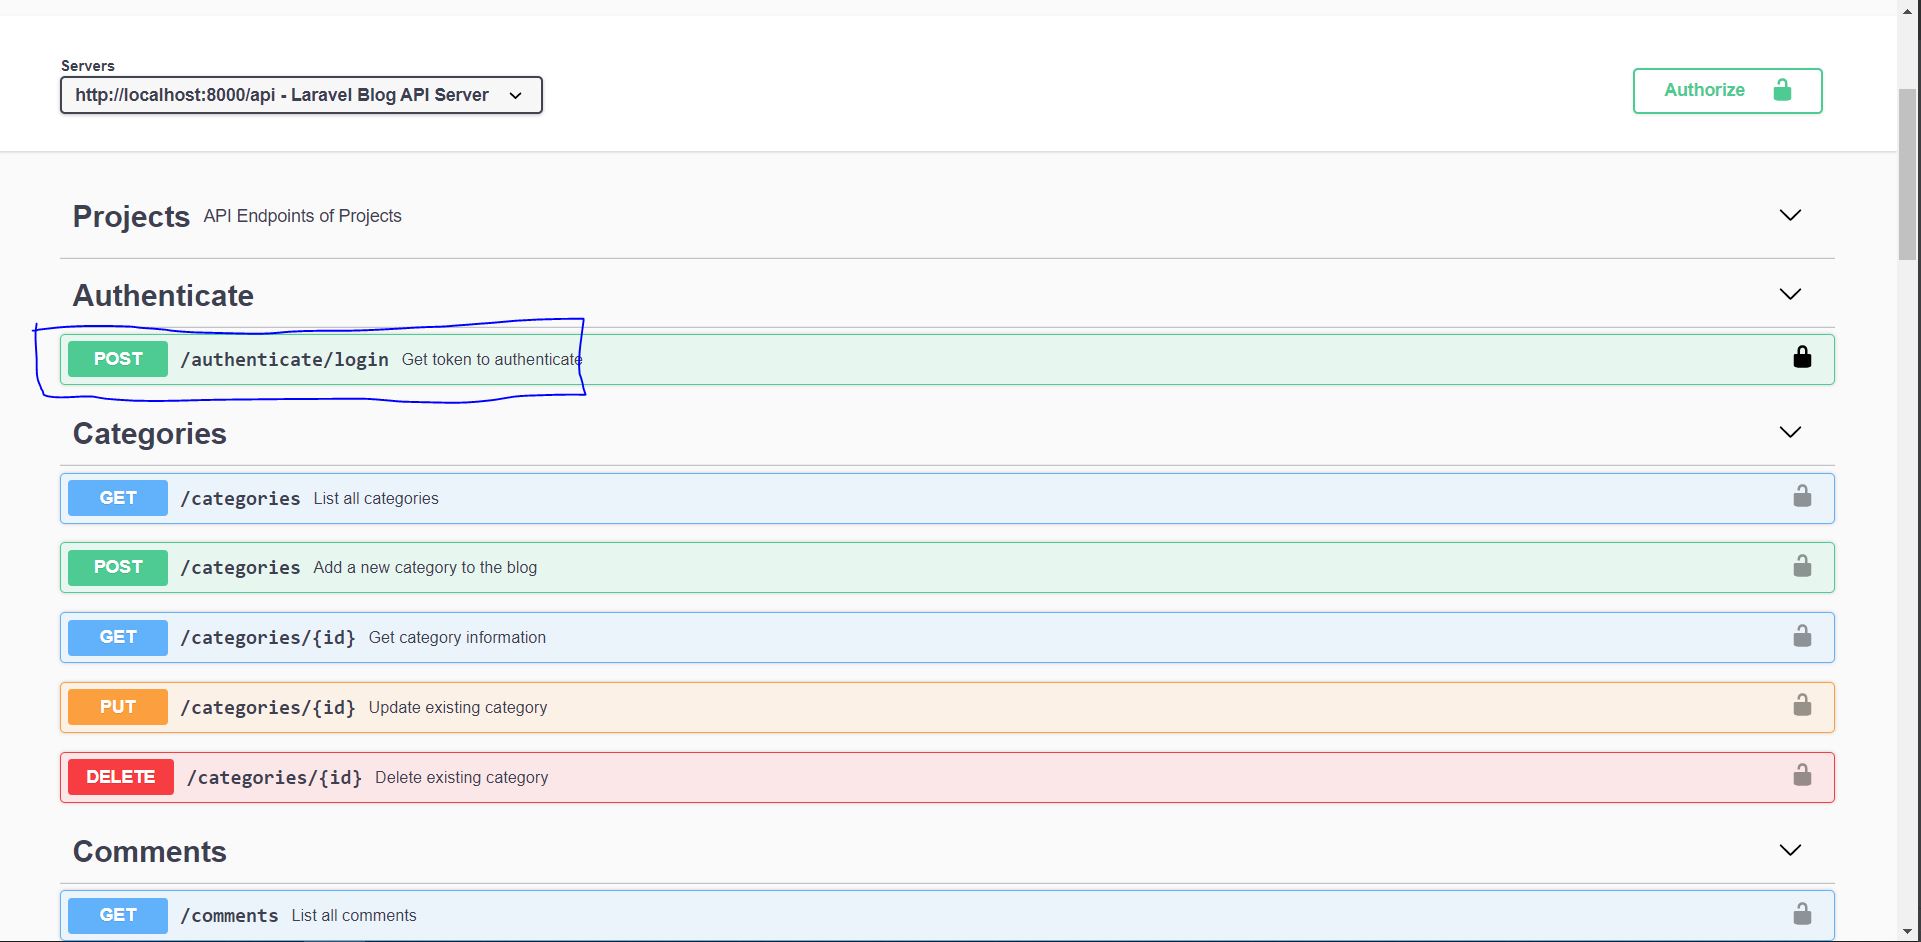 Servers
http://localhost:8000/api - Laravel Blog API Server
Authorize
Projects API Endpoints of Projects
Authenticate
POST /authenticate/login Get token to authenticate
Categories
GET /categories List all categories
POST /categories Add a new category to the blog
GET /categories/{id} Get category information
PUT /categories/{id} Update existing category
DELETE /categories/{id} Delete existing category
Comments
GET /comments List all comments